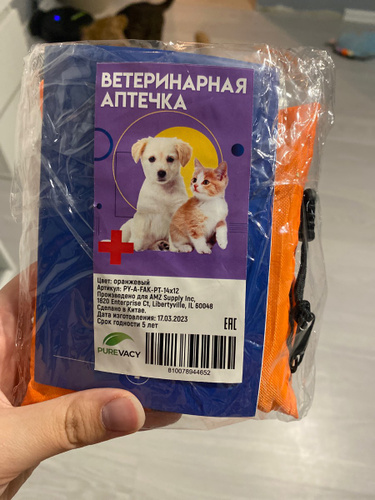 ВЕТЕРИНАРНАЯ
АПТЕЧКА
Цвет: оранжевый
Артикул: PY-A-FAK-PT-14x12
Произведено для AMZ Supply Inc,
1620 Enterprise Ct, Libertyville, IL 60048
Сделано в Китае.
Дата изготовления: 17.03.2023
Срок годности 5 лет
EAC
PUREVACY
810078944652